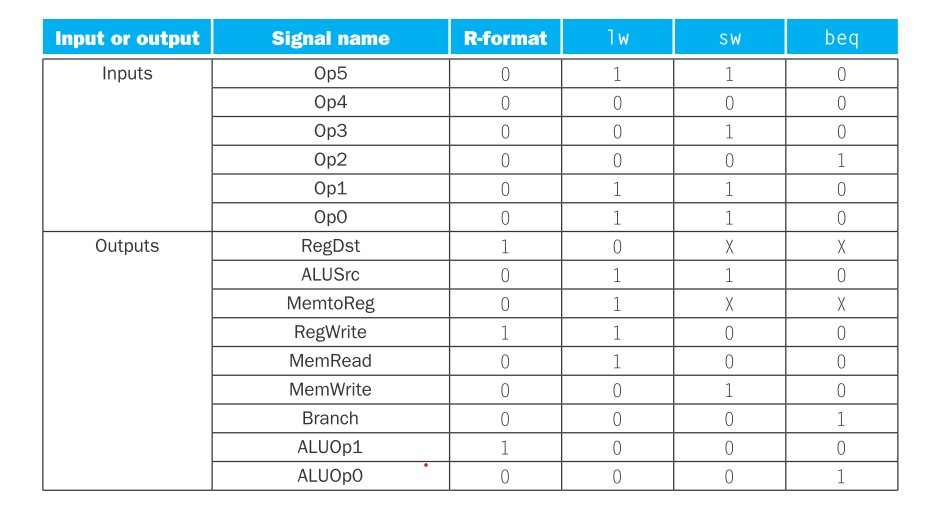 Input or output Signal name R-format lw sw beq
Inputs Op5 0 1 1 0
Op4 0 0 0 0
Op3 0 0 1 0
Op2 0 0 0 1
Op1 0 1 1 0
Op0 0 1 1 0
Outputs RegDst 1 0 X X
ALUSrc 0 1 1 0
MemtoReg 0 1 X X
RegWrite 1 1 0 0
MemRead 0 1 0 0
MemWrite 0 0 1 0
Branch 0 0 0 1
ALUOp1 1 0 0 0
ALUOp0 0 0 0 1